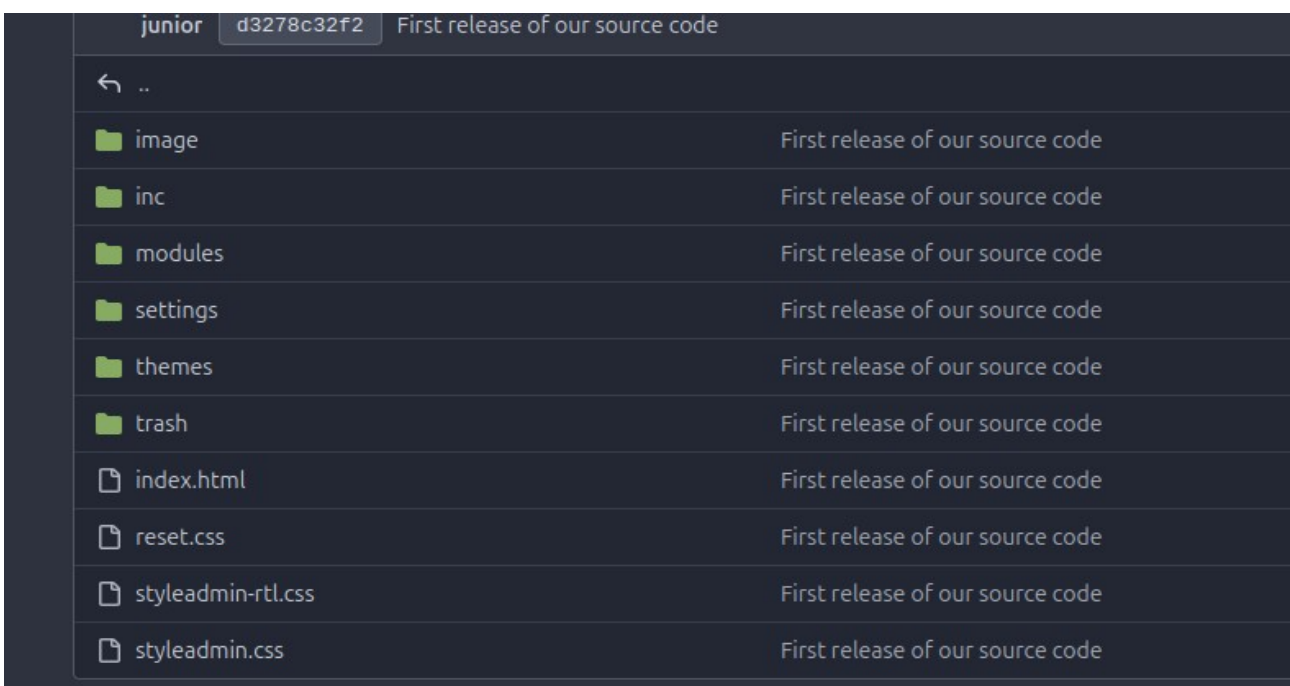 junior d3278c32f2 First release of our source code
..
image First release of our source code
inc First release of our source code
modules First release of our source code
settings First release of our source code
themes First release of our source code
trash First release of our source code
index.html First release of our source code
reset.css First release of our source code
styleadmin-rtl.css First release of our source code
styleadmin.css First release of our source code